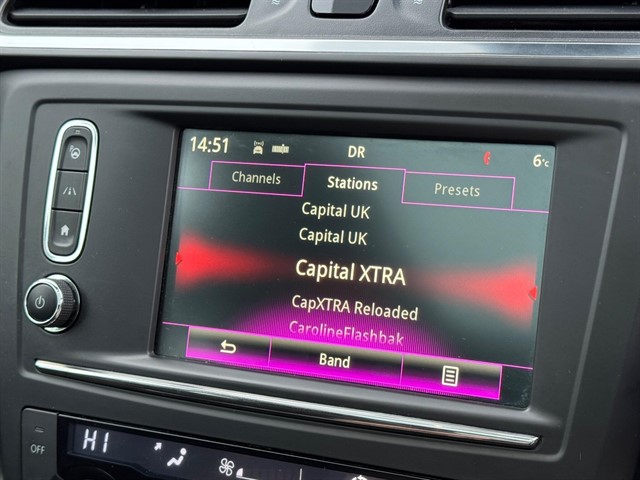 14:51 DR 6°C
Channels Stations Presets
Capital UK
Capital UK
Capital XTRA
CapXTRA Reloaded
CarolineFlashbak
Band
OFF HI